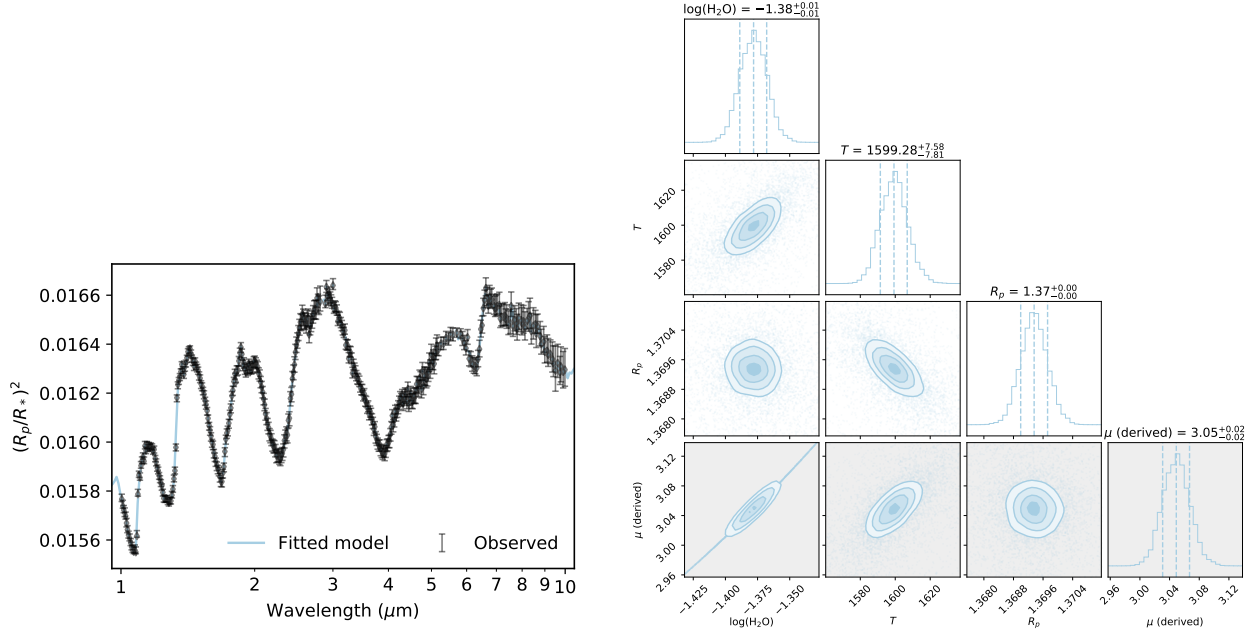 log(H₂O) = −1.38+0.01−0.01
T = 1599.28+7.58−7.81
Rp = 1.37+0.00−0.00
μ (derived) = 3.05+0.02−0.02
(Rp/R*)²
0.0166
0.0164
0.0162
0.0160
0.0158
0.0156
Fitted model
Observed
1 2 3 4 5 6 7 8 9 10
Wavelength (μm)
T
1620
1600
1580
Rp
1.3704
1.3696
1.3688
1.3680
μ (derived)
3.12
3.08
3.04
3.00
2.96
−1.425 −1.400 −1.375 −1.350
log(H₂O)
1580 1600 1620
T
1.3680 1.3688 1.3696 1.3704
Rp
2.96 3.00 3.04 3.08 3.12
μ (derived)